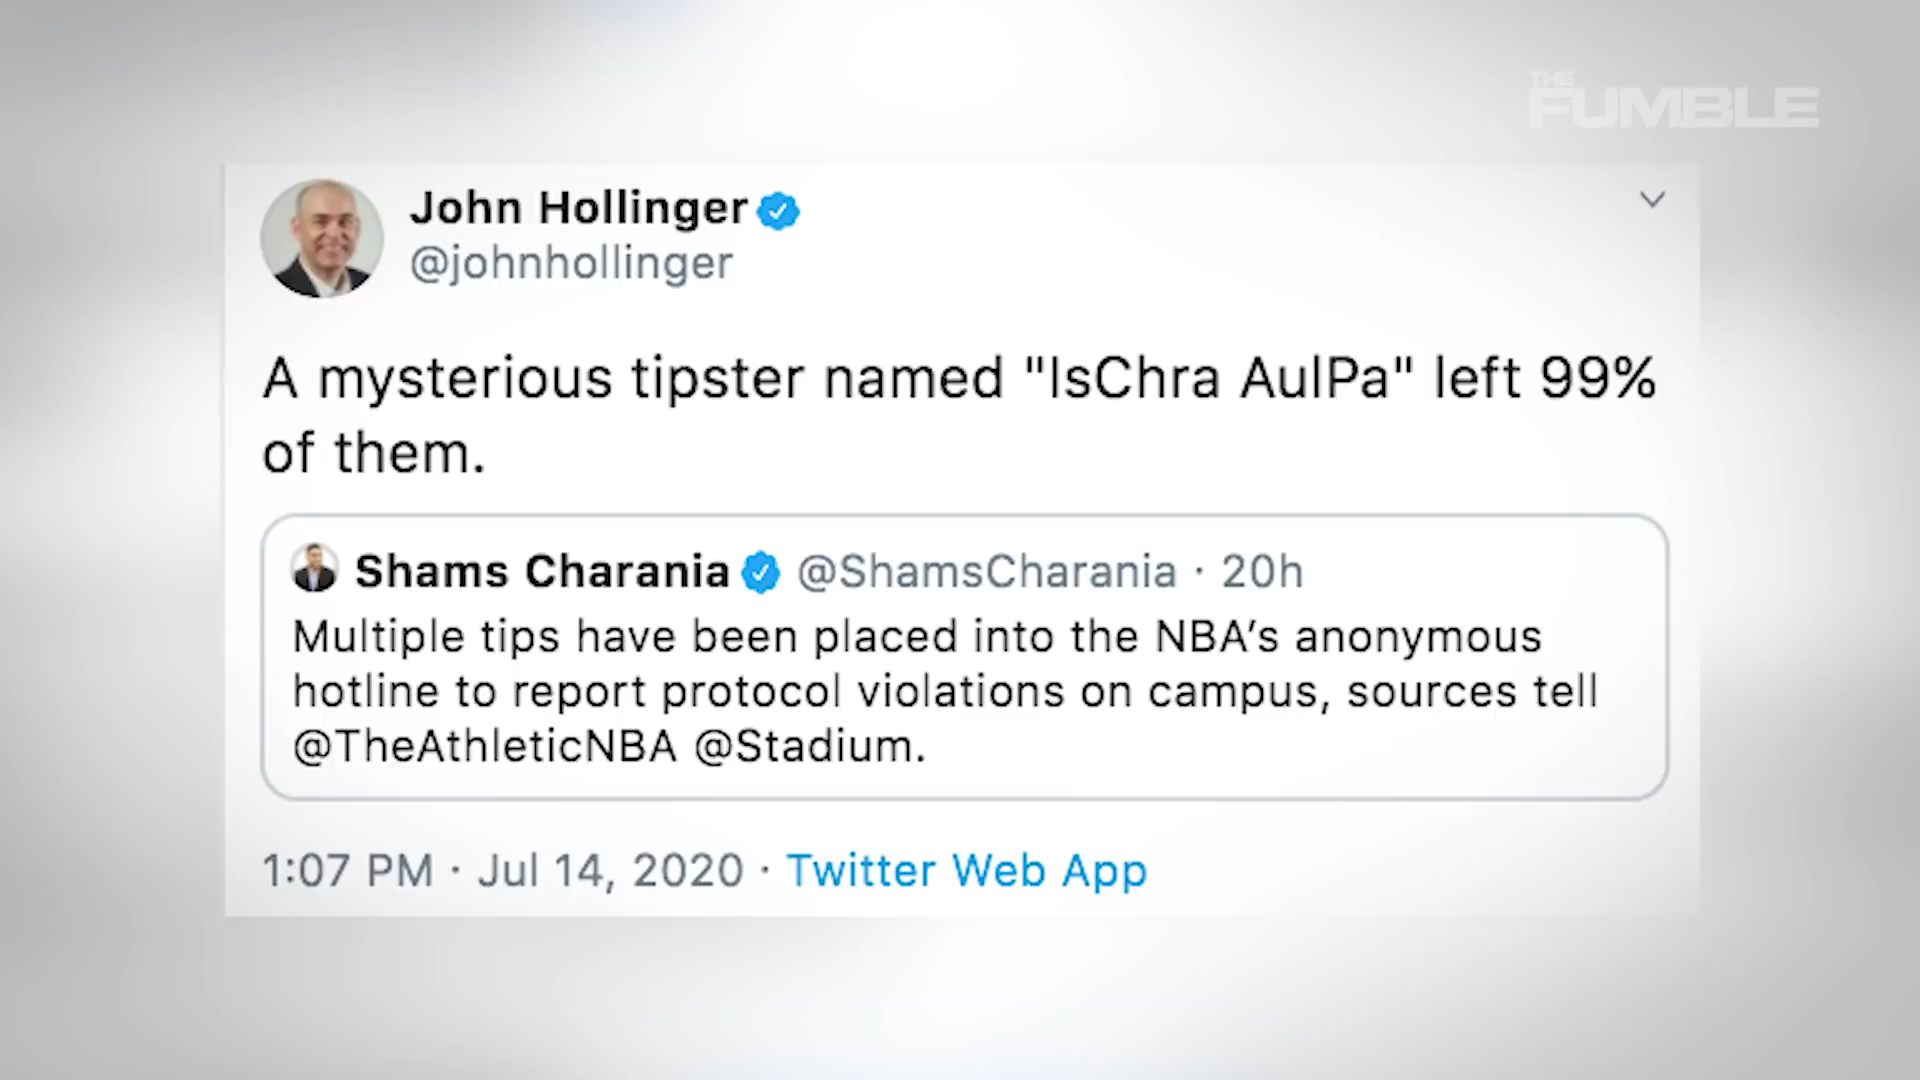 THE
FUMBLE
John Hollinger
@johnhollinger
A mysterious tipster named "IsChra AulPa" left 99%
of them.
Shams Charania @ShamsCharania · 20h
Multiple tips have been placed into the NBA’s anonymous
hotline to report protocol violations on campus, sources tell
@TheAthleticNBA @Stadium.
1:07 PM · Jul 14, 2020 · Twitter Web App